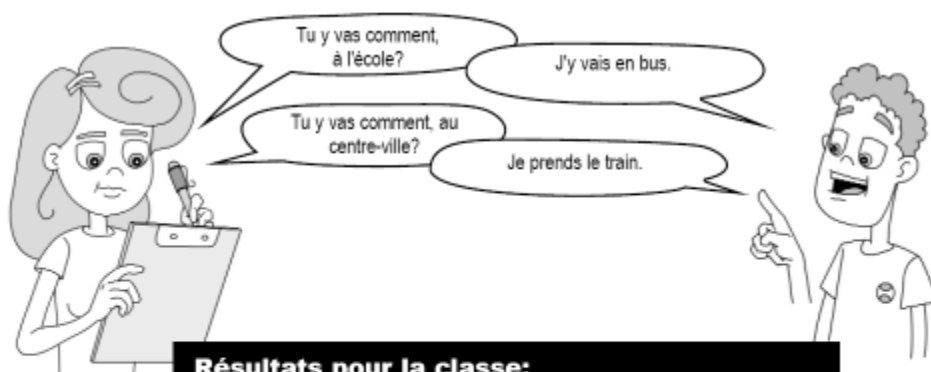 Tu y vas comment,
à l'école?
J'y vais en bus.
Tu y vas comment, au
centre-ville?
Je prends le train.
Résultats pour la classe: